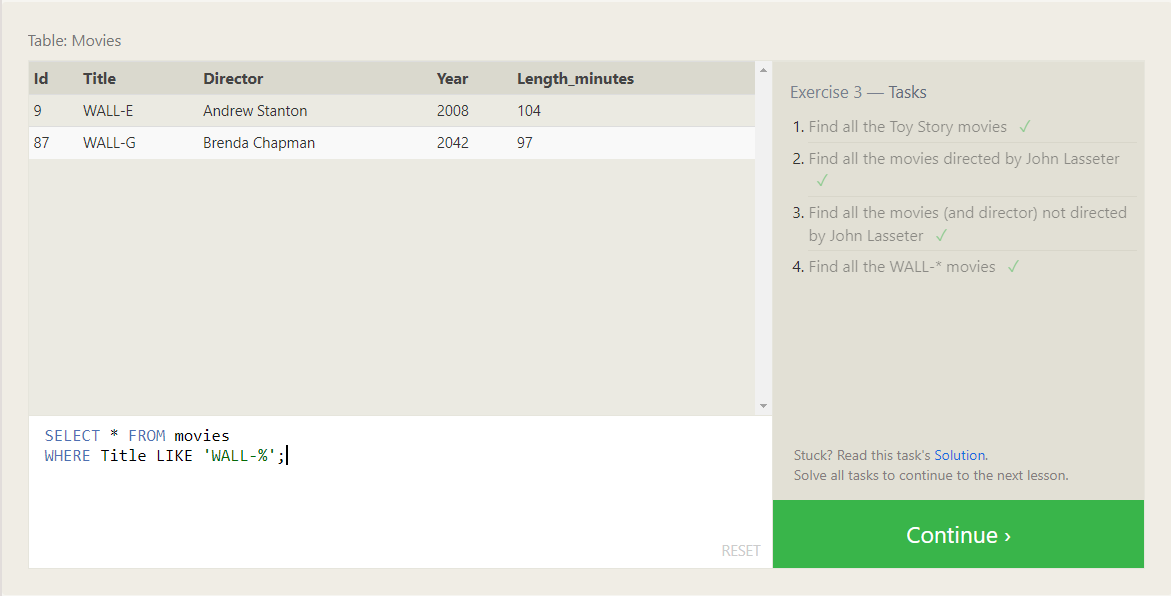 Table: Movies
Id Title Director Year Length_minutes
9 WALL-E Andrew Stanton 2008 104
87 WALL-G Brenda Chapman 2042 97
SELECT * FROM movies
WHERE Title LIKE 'WALL-%';
RESET
Exercise 3 — Tasks
1. Find all the Toy Story movies ✓
2. Find all the movies directed by John Lasseter
✓
3. Find all the movies (and director) not directed
by John Lasseter ✓
4. Find all the WALL-* movies ✓
Stuck? Read this task's Solution.
Solve all tasks to continue to the next lesson.
Continue ›